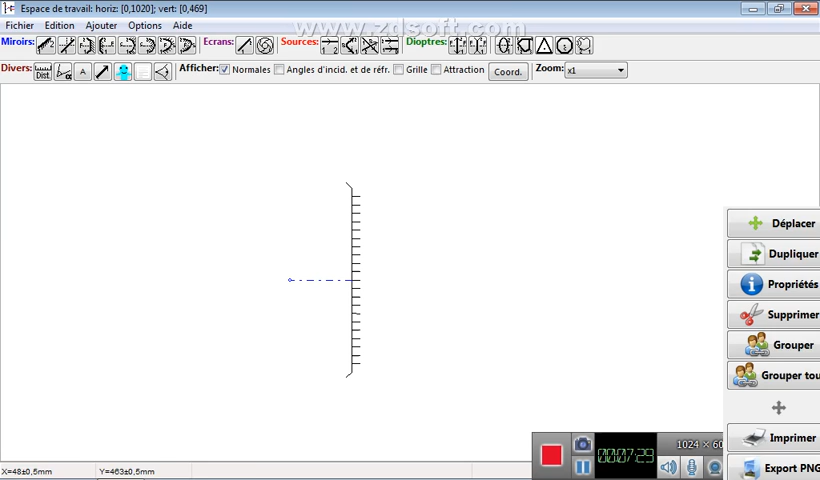 Espace de travail: horiz: [0,1020]; vert: [0,469]
www.zdsoft.com
Fichier Edition Ajouter Options Aide
Miroirs: Ecrans: Sources: Dioptres:
Divers: Dist. A Afficher: Normales Angles d'incid. et de réfr. Grille Attraction Coord. Zoom: x1
Déplacer
Dupliquer
Propriétés
Supprimer
Grouper
Grouper tou
Imprimer
Export PNG
1024 × 60
00:07:29
X=48±0,5mm Y=463±0,5mm